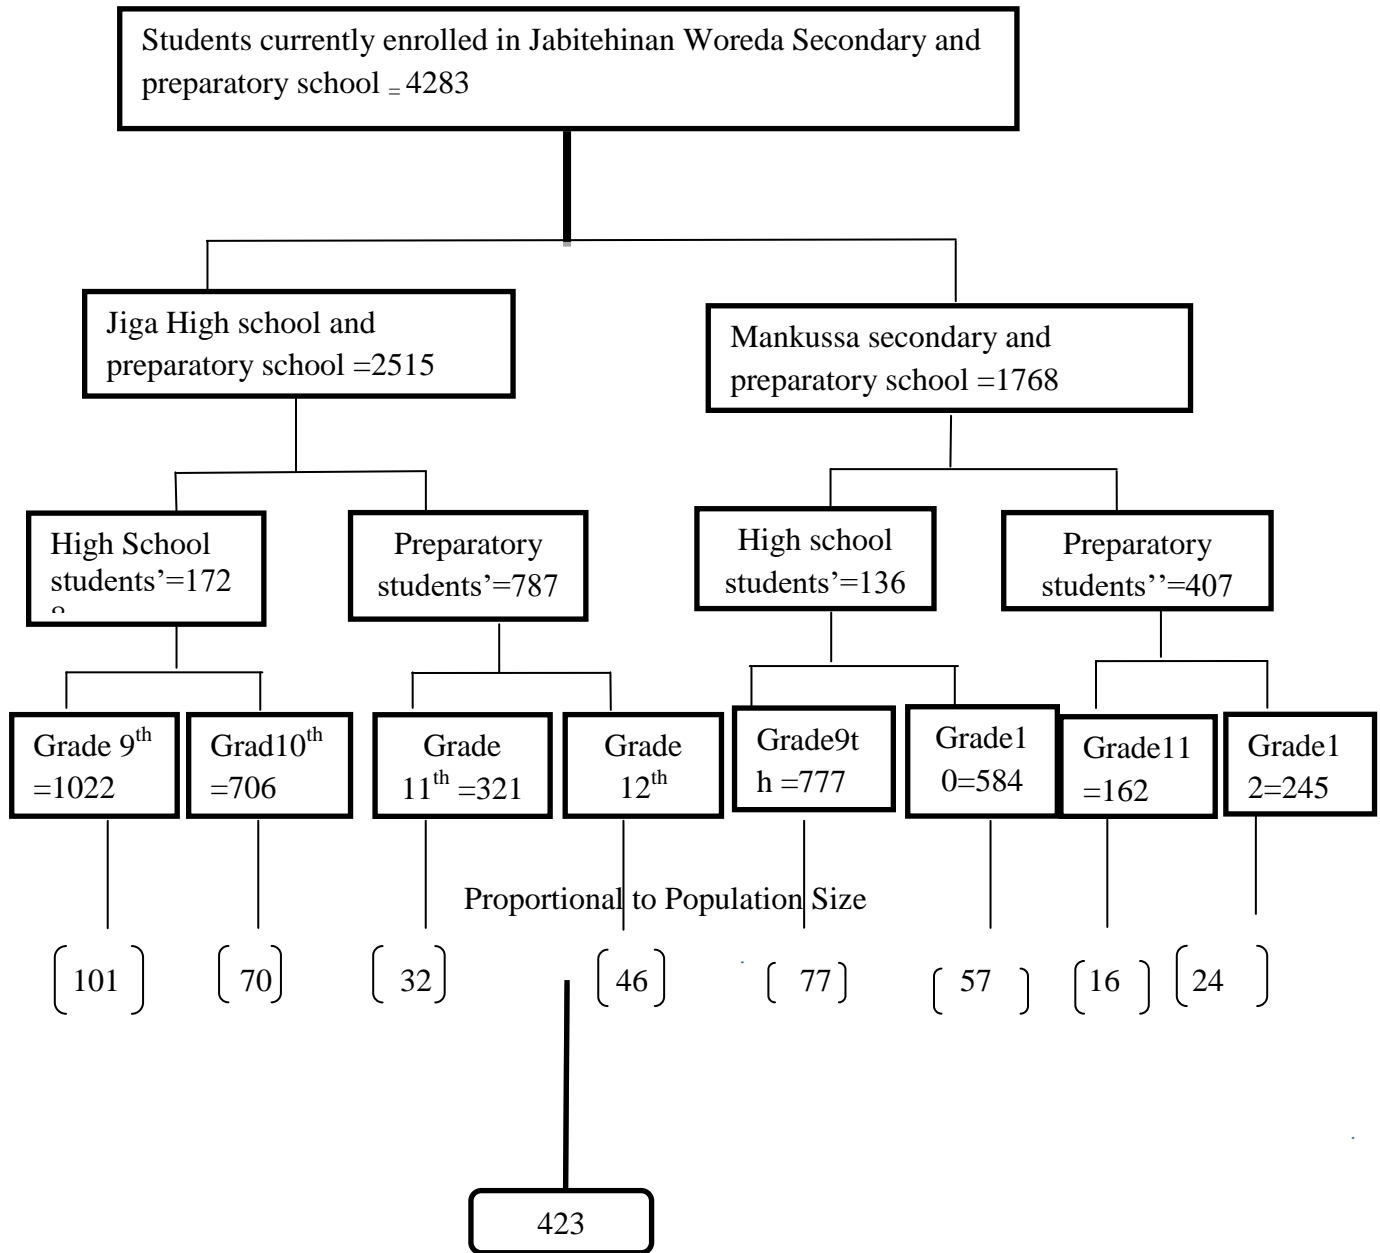 Students currently enrolled in Jabitehinan Woreda Secondary and
preparatory school = 4283
Jiga High school and
preparatory school =2515
Mankussa secondary and
preparatory school =1768
High School
students’=172
Preparatory
students’=787
High school
students’=136
Preparatory
students’’=407
Grade 9th
=1022
Grad10th
=706
Grade
11th =321
Grade
12th
Grade9t
h =777
Grade1
0=584
Grade11
=162
Grade1
2=245
Proportional to Population Size
101
70
32
46
77
57
16
24
423